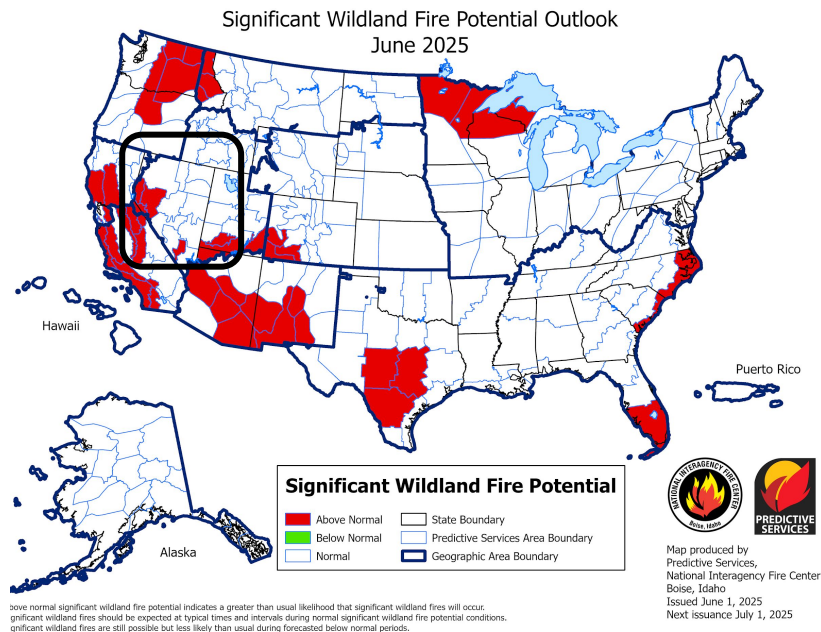 Significant Wildland Fire Potential Outlook
June 2025
Hawaii
Puerto Rico
Alaska
Significant Wildland Fire Potential
Above Normal
Below Normal
Normal
State Boundary
Predictive Services Area Boundary
Geographic Area Boundary
NATIONAL INTERAGENCY FIRE CENTER
Boise, Idaho
PREDICTIVE
SERVICES
Map produced by
Predictive Services,
National Interagency Fire Center
Boise, Idaho
Issued June 1, 2025
Next issuance July 1, 2025
bove normal significant wildland fire potential indicates a greater than usual likelihood that significant wildland fires will occur.
gnificant wildland fires should be expected at typical times and intervals during normal significant wildland fire potential conditions.
gnificant wildland fires are still possible but less likely than usual during forecasted below normal periods.